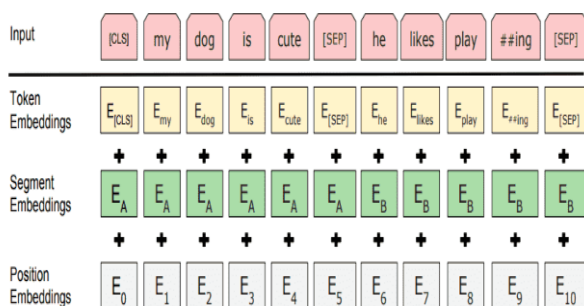 Input [CLS] my dog is cute [SEP] he likes play ##ing [SEP]
Token
Embeddings
E[CLS] Emy Edog Eis Ecute E[SEP] Ehe Elikes Eplay E##ing E[SEP]
+ + + + + + + + + + +
Segment
Embeddings
EA EA EA EA EA EA EB EB EB EB EB
+ + + + + + + + + + +
Position
Embeddings
E0 E1 E2 E3 E4 E5 E6 E7 E8 E9 E10